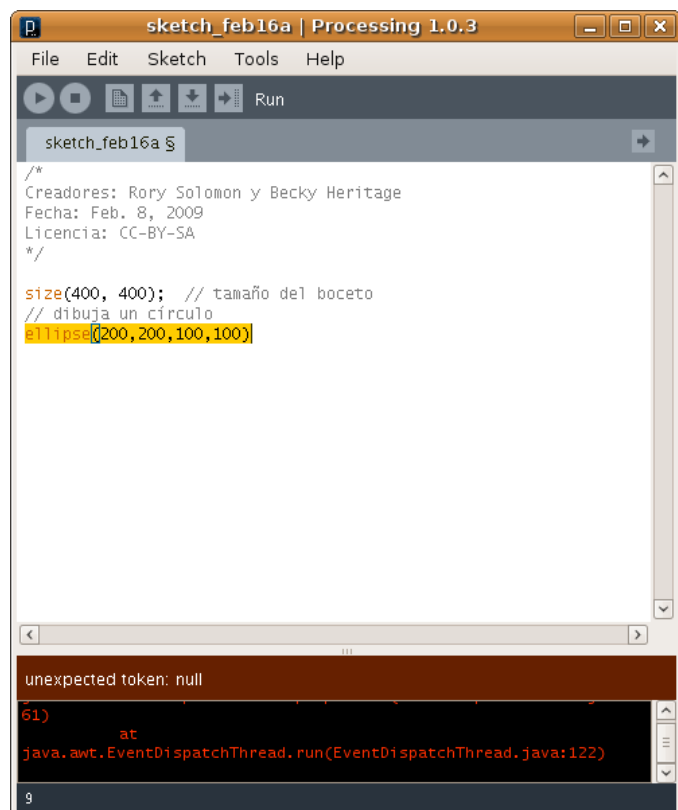 sketch_feb16a | Processing 1.0.3
File Edit Sketch Tools Help
Run
sketch_feb16a §
/*
Creadores: Rory Solomon y Becky Heritage
Fecha: Feb. 8, 2009
Licencia: CC-BY-SA
*/
size(400, 400);  // tamaño del boceto
// dibuja un círculo
ellipse(200,200,100,100)
unexpected token: null
61)
at
java.awt.EventDispatchThread.run(EventDispatchThread.java:122)
9